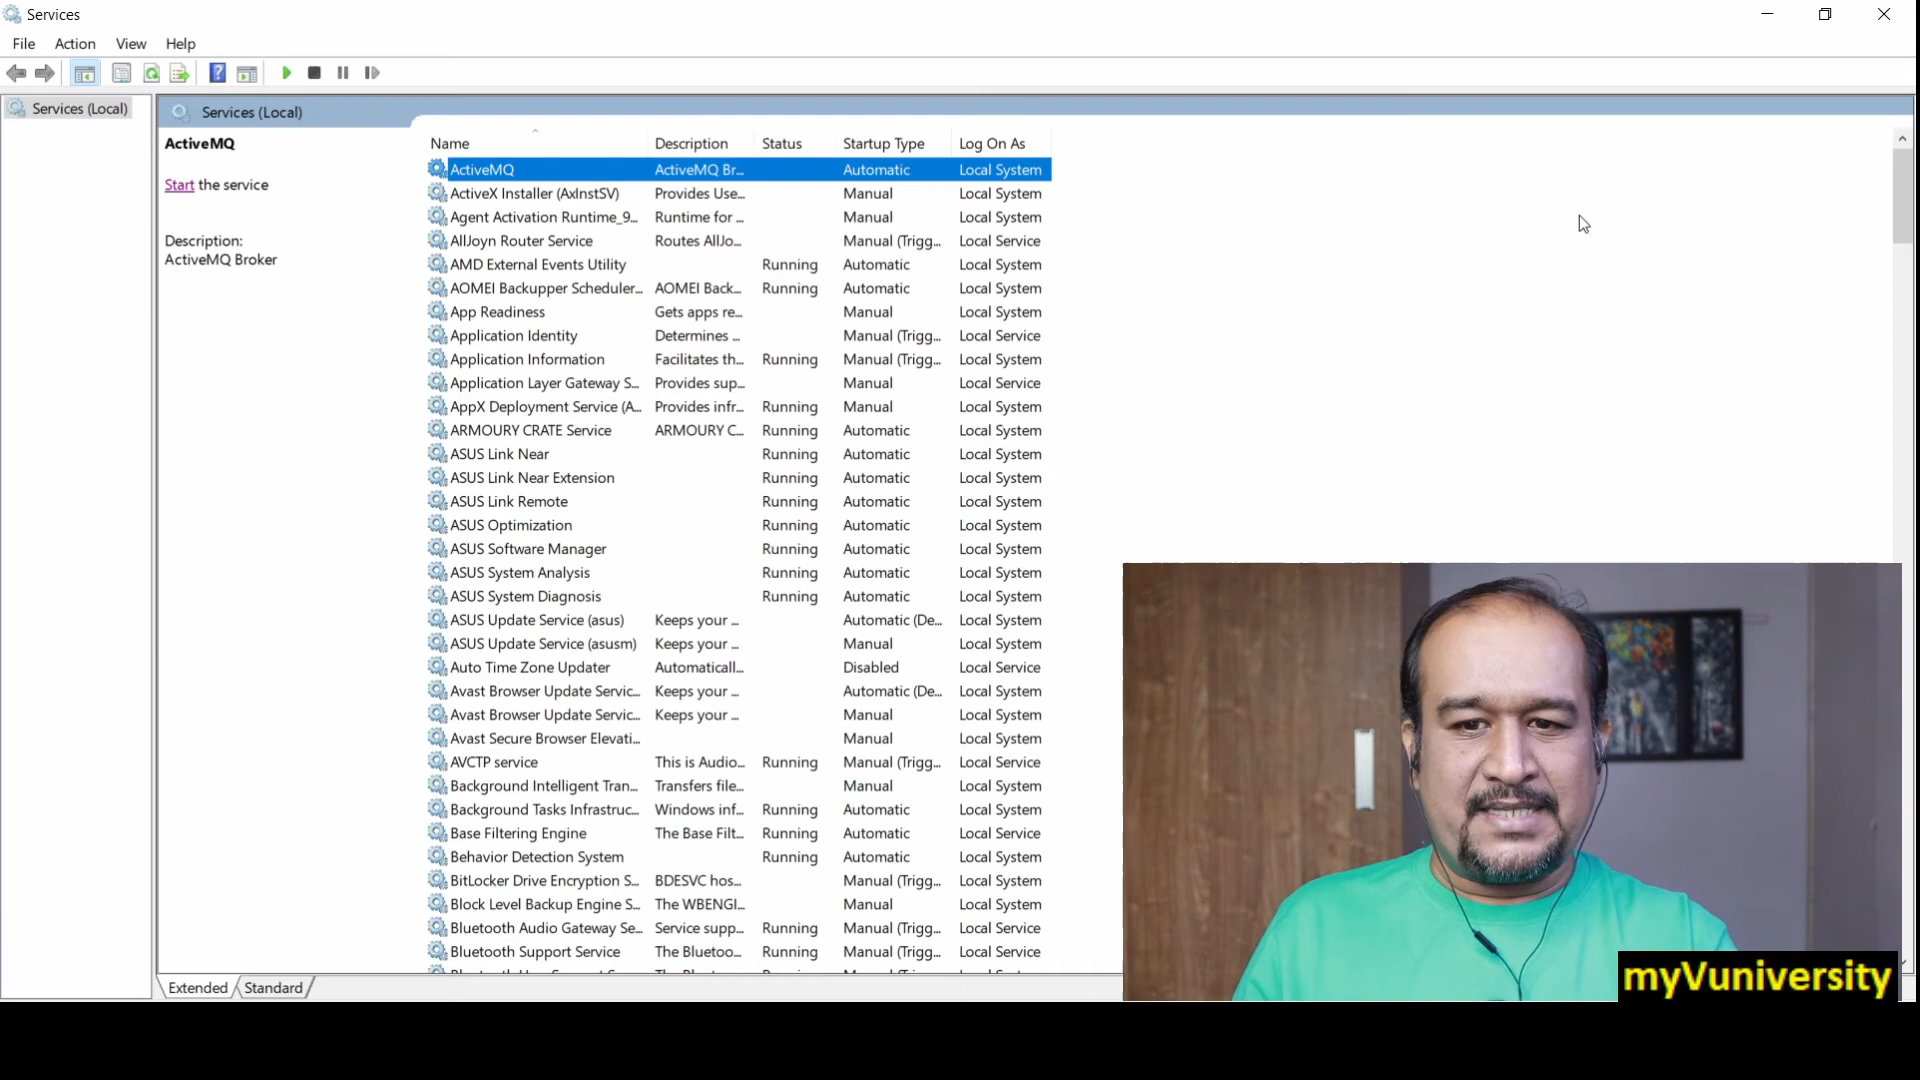 Services
File Action View Help
Services (Local)
Services (Local)
ActiveMQ
Start the service
Description:
ActiveMQ Broker
Name Description Status Startup Type Log On As
ActiveMQ ActiveMQ Br... Automatic Local System
ActiveX Installer (AxInstSV) Provides Use... Manual Local System
Agent Activation Runtime_9... Runtime for ... Manual Local System
AllJoyn Router Service Routes AllJo... Manual (Trigg... Local Service
AMD External Events Utility Running Automatic Local System
AOMEI Backupper Scheduler... AOMEI Back... Running Automatic Local System
App Readiness Gets apps re... Manual Local System
Application Identity Determines ... Manual (Trigg... Local Service
Application Information Facilitates th... Running Manual (Trigg... Local System
Application Layer Gateway S... Provides sup... Manual Local Service
AppX Deployment Service (A... Provides infr... Running Manual Local System
ARMOURY CRATE Service ARMOURY C... Running Automatic Local System
ASUS Link Near Running Automatic Local System
ASUS Link Near Extension Running Automatic Local System
ASUS Link Remote Running Automatic Local System
ASUS Optimization Running Automatic Local System
ASUS Software Manager Running Automatic Local System
ASUS System Analysis Running Automatic Local System
ASUS System Diagnosis Running Automatic Local System
ASUS Update Service (asus) Keeps your ... Automatic (De... Local System
ASUS Update Service (asusm) Keeps your ... Manual Local System
Auto Time Zone Updater Automaticall... Disabled Local Service
Avast Browser Update Servic... Keeps your ... Automatic (De... Local System
Avast Browser Update Servic... Keeps your ... Manual Local System
Avast Secure Browser Elevati... Manual Local System
AVCTP service This is Audio... Running Manual (Trigg... Local Service
Background Intelligent Tran... Transfers file... Manual Local System
Background Tasks Infrastruc... Windows inf... Running Automatic Local System
Base Filtering Engine The Base Filt... Running Automatic Local Service
Behavior Detection System Running Automatic Local System
BitLocker Drive Encryption S... BDESVC hos... Manual (Trigg... Local System
Block Level Backup Engine S... The WBENGI... Manual Local System
Bluetooth Audio Gateway Se... Service supp... Running Manual (Trigg... Local Service
Bluetooth Support Service The Bluetoo... Running Manual (Trigg... Local Service
Extended Standard
myVuniversity